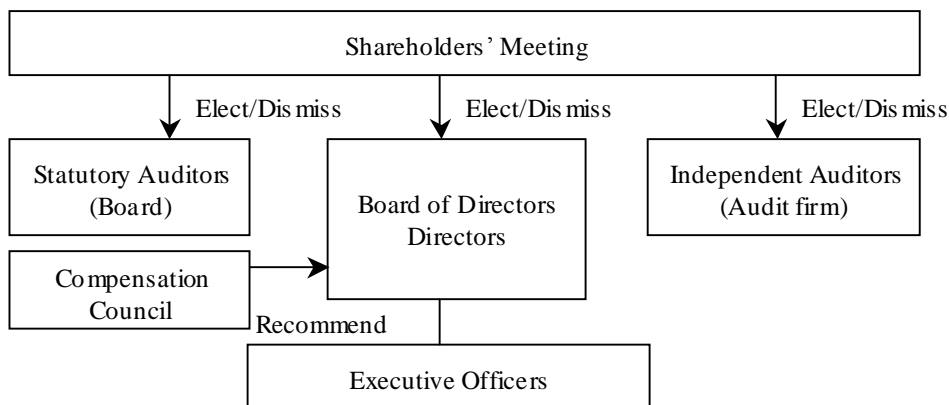 Shareholders’ Meeting
Elect/Dismiss
Elect/Dismiss
Elect/Dismiss
Statutory Auditors
(Board)
Board of Directors
Directors
Independent Auditors
(Audit firm)
Compensation
Council
Recommend
Executive Officers